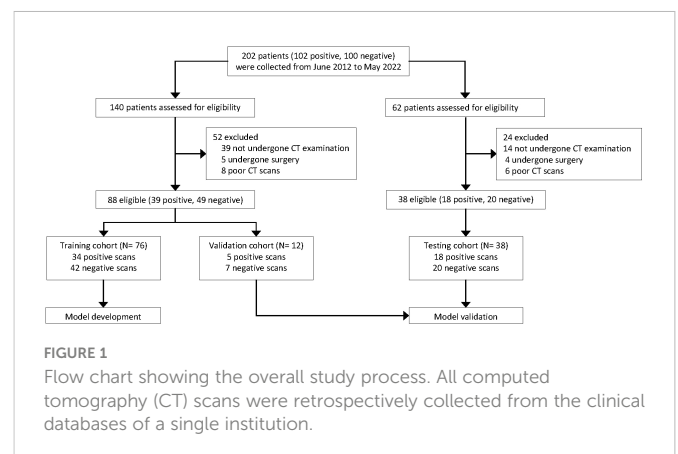 202 patients (102 positive, 100 negative)
were collected from June 2012 to May 2022
140 patients assessed for eligibility
62 patients assessed for eligibility
52 excluded
39 not undergone CT examination
5 undergone surgery
8 poor CT scans
24 excluded
14 not undergone CT examination
4 undergone surgery
6 poor CT scans
88 eligible (39 positive, 49 negative)
38 eligible (18 positive, 20 negative)
Training cohort (N= 76)
34 positive scans
42 negative scans
Validation cohort (N= 12)
5 positive scans
7 negative scans
Testing cohort (N= 38)
18 positive scans
20 negative scans
Model development
Model validation
FIGURE 1
Flow chart showing the overall study process. All computed
tomography (CT) scans were retrospectively collected from the clinical
databases of a single institution.